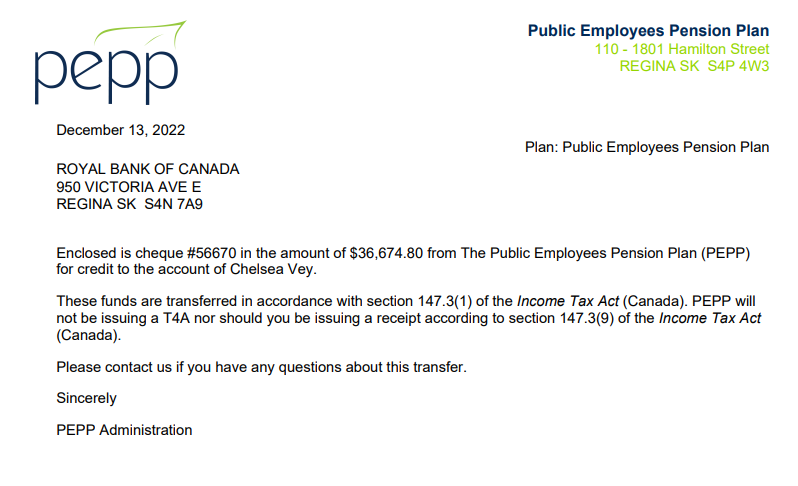 pepp
Public Employees Pension Plan
110 - 1801 Hamilton Street
REGINA SK  S4P 4W3
December 13, 2022
Plan: Public Employees Pension Plan
ROYAL BANK OF CANADA
950 VICTORIA AVE E
REGINA SK  S4N 7A9
Enclosed is cheque #56670 in the amount of $36,674.80 from The Public Employees Pension Plan (PEPP)
for credit to the account of Chelsea Vey.
These funds are transferred in accordance with section 147.3(1) of the Income Tax Act (Canada). PEPP will
not be issuing a T4A nor should you be issuing a receipt according to section 147.3(9) of the Income Tax Act
(Canada).
Please contact us if you have any questions about this transfer.
Sincerely
PEPP Administration